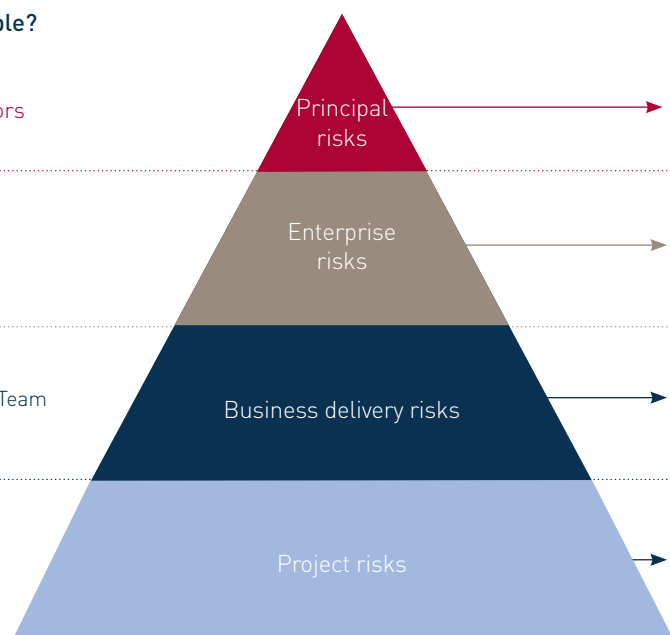 ple?
Principal
ors
risks
Enterprise
risks
Team
Business delivery risks
Project risks